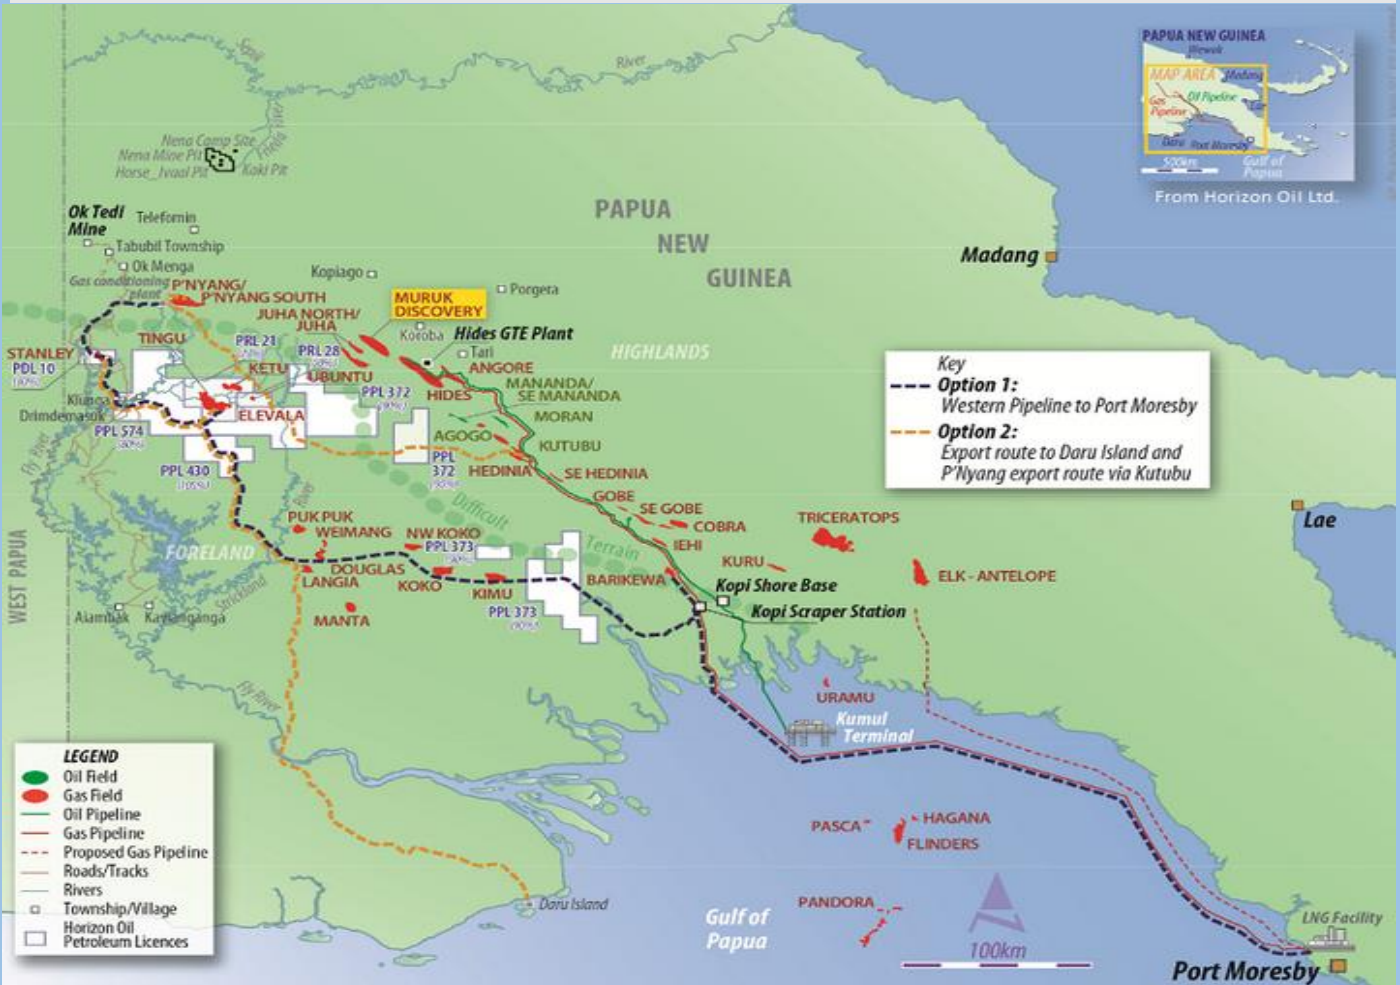 PAPUA NEW GUINEA
Wewak
MAP AREA
Madang
Oil Pipeline
Gas
Pipeline
Lae
Daru
Port Moresby
500km
Gulf of
Papua
From Horizon Oil Ltd.
Sepik
River
Frieda River
Nena Camp Site
Nena Mine Pit
Horse_Ivaal Pit
Koki Pit
Ok Tedi
Mine
Telefomin
Tabubil Township
Ok Menga
Gas conditioning
plant
P'NYANG/
P'NYANG SOUTH
Kopiago
Porgera
PAPUA
NEW
GUINEA
Madang
JUHA NORTH/
JUHA
MURUK
DISCOVERY
Koroba
Hides GTE Plant
Tari
HIGHLANDS
STANLEY
PDL 10
TINGU
PRL 21
KETU
PRL 28
UBUNTU
PPL 372
(90%)
HIDES
ANGORE
MANANDA/
SE MANANDA
MORAN
AGOGO
KUTUBU
HEDINIA
SE HEDINIA
Kiunga
Drimdemasuk
ELEVALA
PPL 574
(80%)
PPL 430
PPL
372
(90%)
Key
Option 1:
Western Pipeline to Port Moresby
Option 2:
Export route to Daru Island and
P'Nyang export route via Kutubu
GOBE
SE GOBE
COBRA
IEHI
TRICERATOPS
Lae
Fly River
River
Difficult
Terrain
PUK PUK
WEIMANG
NW KOKO
PPL 373
(90%)
FORELAND
DOUGLAS
LANGIA
KOKO
KIMU
BARIKEWA
KURU
ELK - ANTELOPE
Kopi Shore Base
Kopi Scraper Station
WEST PAPUA
Strickland
Aiambak
Kaviananga
MANTA
PPL 373
(90%)
Fly River
URAMU
Kumul
Terminal
LEGEND
Oil Field
Gas Field
Oil Pipeline
Gas Pipeline
Proposed Gas Pipeline
Roads/Tracks
Rivers
Township/Village
Horizon Oil
Petroleum Licences
PASCA
HAGANA
FLINDERS
PANDORA
Daru Island
Gulf of
Papua
100km
LNG Facility
Port Moresby